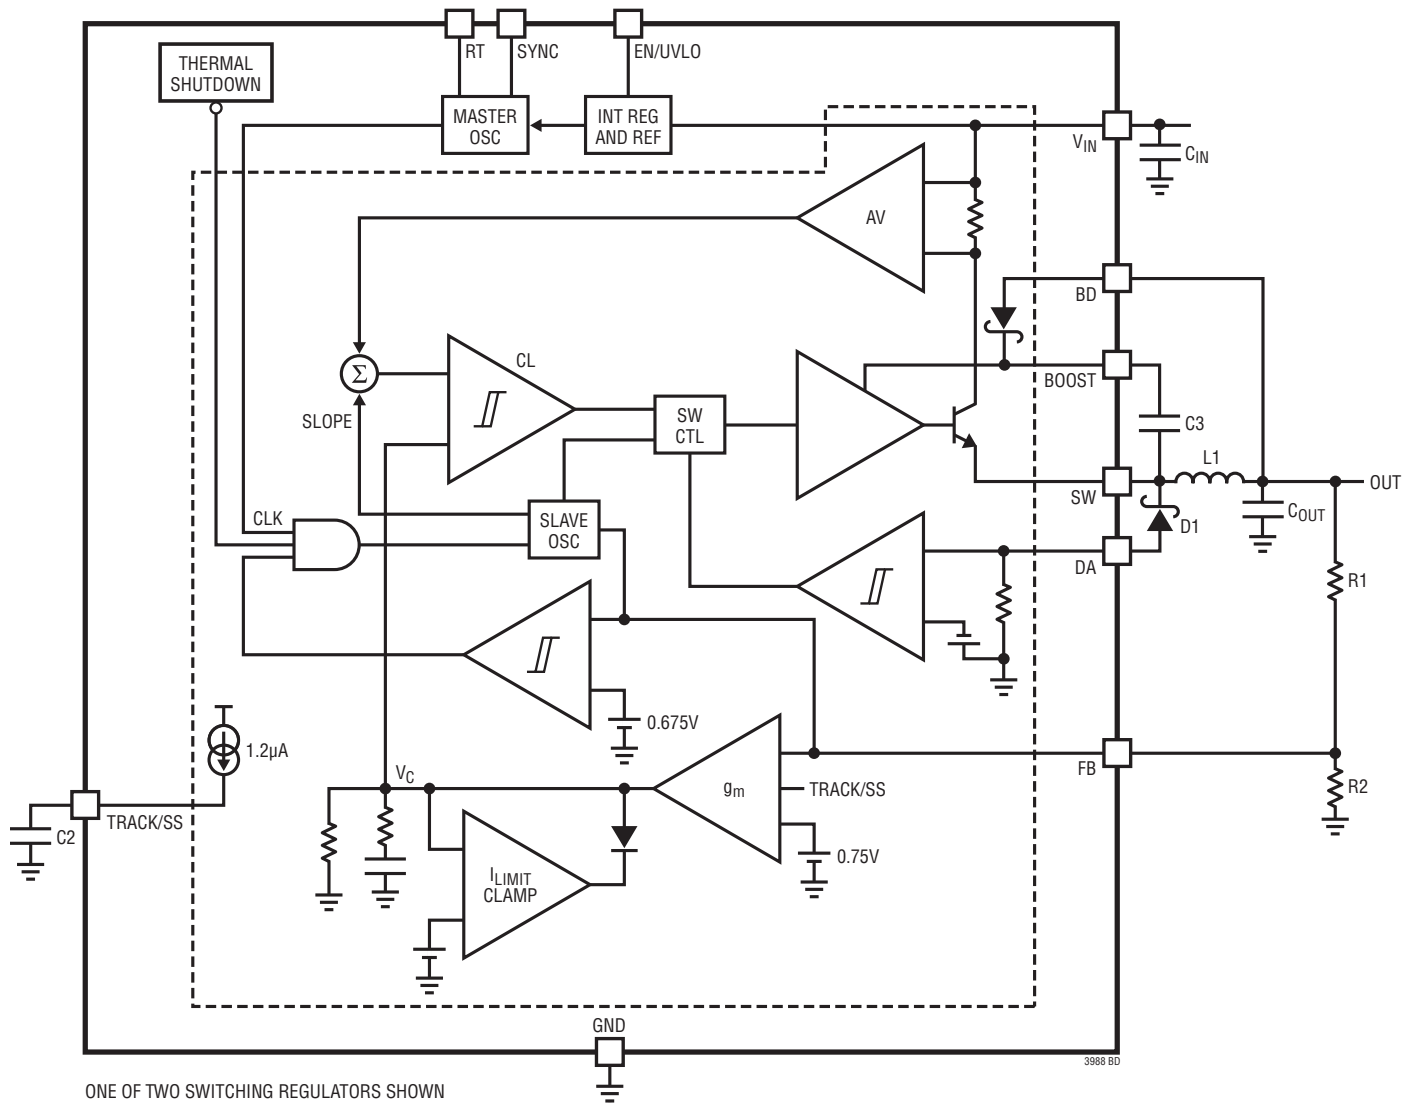 RT
SYNC
EN/UVLO
THERMAL
SHUTDOWN
MASTER
OSC
INT REG
AND REF
VIN
CIN
AV
BD
Σ
CL
SLOPE
BOOST
SW
CTL
C3
L1
SW
OUT
CLK
SLAVE
OSC
D1
COUT
DA
R1
0.675V
1.2µA
VC
gm
TRACK/SS
FB
R2
TRACK/SS
C2
0.75V
ILIMIT
CLAMP
GND
3988 BD
ONE OF TWO SWITCHING REGULATORS SHOWN